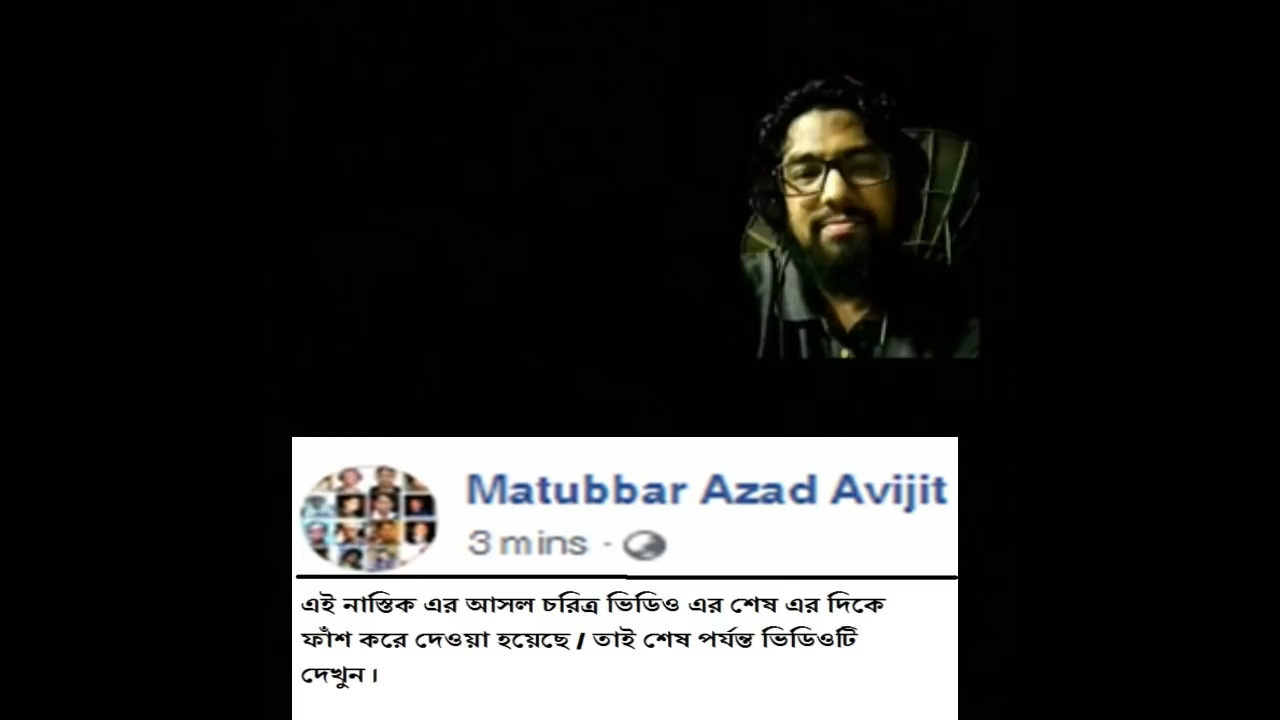 Matubbar Azad Avijit
3 mins ·
এই নাস্তিক এর আসল চরিত্র ভিডিও এর শেষ এর দিকে
ফাঁশ করে দেওয়া হয়েছে / তাই শেষ পর্যন্ত ভিডিওটি
দেখুন।